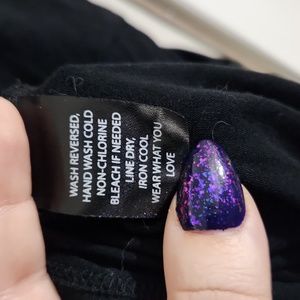 WASH REVERSED,
HAND WASH COLD
NON-CHLORINE
BLEACH IF NEEDED
LINE DRY,
IRON COOL
WEAR WHAT YOU
LOVE